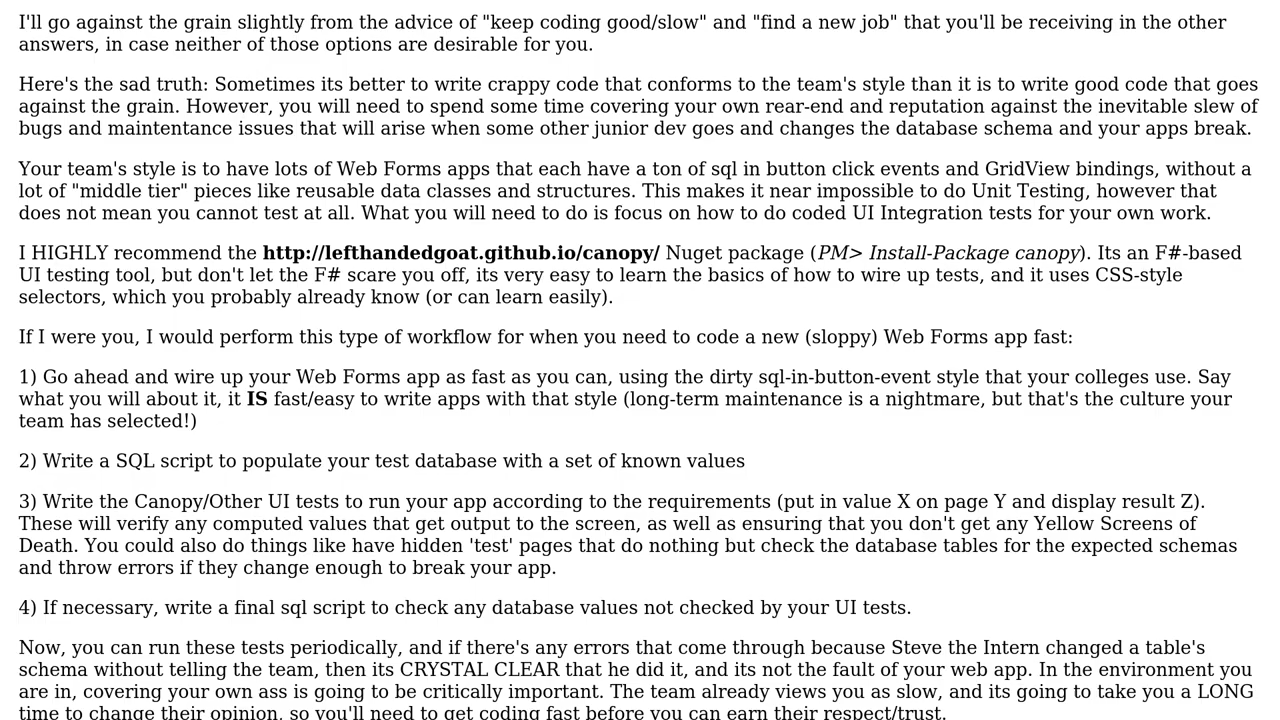 I'll go against the grain slightly from the advice of "keep coding good/slow" and "find a new job" that you'll be receiving in the other
answers, in case neither of those options are desirable for you.
Here's the sad truth: Sometimes its better to write crappy code that conforms to the team's style than it is to write good code that goes
against the grain. However, you will need to spend some time covering your own rear-end and reputation against the inevitable slew of
bugs and maintentance issues that will arise when some other junior dev goes and changes the database schema and your apps break.
Your team's style is to have lots of Web Forms apps that each have a ton of sql in button click events and GridView bindings, without a
lot of "middle tier" pieces like reusable data classes and structures. This makes it near impossible to do Unit Testing, however that
does not mean you cannot test at all. What you will need to do is focus on how to do coded UI Integration tests for your own work.
I HIGHLY recommend the http://lefthandedgoat.github.io/canopy/ Nuget package (PM> Install-Package canopy). Its an F#-based
UI testing tool, but don't let the F# scare you off, its very easy to learn the basics of how to wire up tests, and it uses CSS-style
selectors, which you probably already know (or can learn easily).
If I were you, I would perform this type of workflow for when you need to code a new (sloppy) Web Forms app fast:
1) Go ahead and wire up your Web Forms app as fast as you can, using the dirty sql-in-button-event style that your colleges use. Say
what you will about it, it IS fast/easy to write apps with that style (long-term maintenance is a nightmare, but that's the culture your
team has selected!)
2) Write a SQL script to populate your test database with a set of known values
3) Write the Canopy/Other UI tests to run your app according to the requirements (put in value X on page Y and display result Z).
These will verify any computed values that get output to the screen, as well as ensuring that you don't get any Yellow Screens of
Death. You could also do things like have hidden 'test' pages that do nothing but check the database tables for the expected schemas
and throw errors if they change enough to break your app.
4) If necessary, write a final sql script to check any database values not checked by your UI tests.
Now, you can run these tests periodically, and if there's any errors that come through because Steve the Intern changed a table's
schema without telling the team, then its CRYSTAL CLEAR that he did it, and its not the fault of your web app. In the environment you
are in, covering your own ass is going to be critically important. The team already views you as slow, and its going to take you a LONG
time to change their opinion, so you'll need to get coding fast before you can earn their respect/trust.